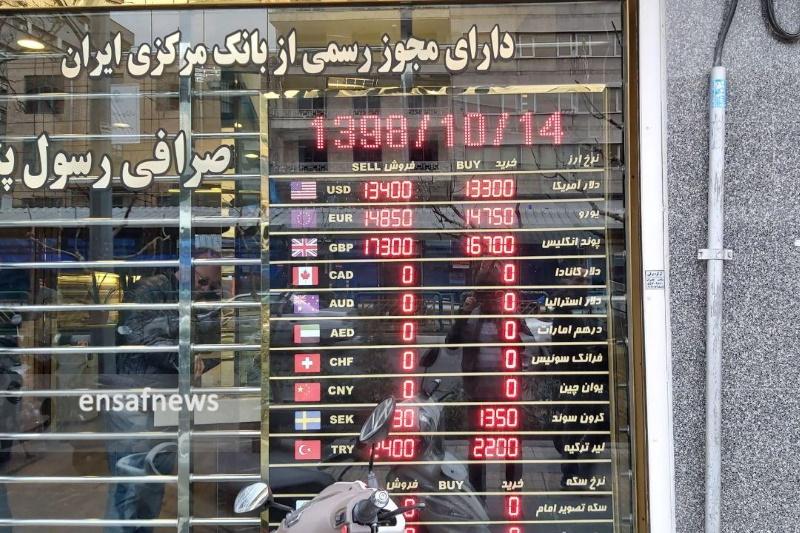 دارای مجوز رسمی از بانک مرکزی ایران
صرافی رسول
1398/10/14
SELL فروش BUY خرید نرخ ارز
USD 13400 13300 دلار آمریکا
EUR 14850 14750 یورو
GBP 17300 16700 پوند انگلیس
CAD 0 0 دلار کانادا
AUD 0 0 دلار استرالیا
AED 0 0 درهم امارات
CHF 0 0 فرانک سوئیس
CNY 0 0 یوان چین
SEK 30 1350 کرون سوئد
TRY 2400 2200 لیر ترکیه
فروش BUY خرید نرخ سکه
0 0 سکه تصویر امام
ensafnews